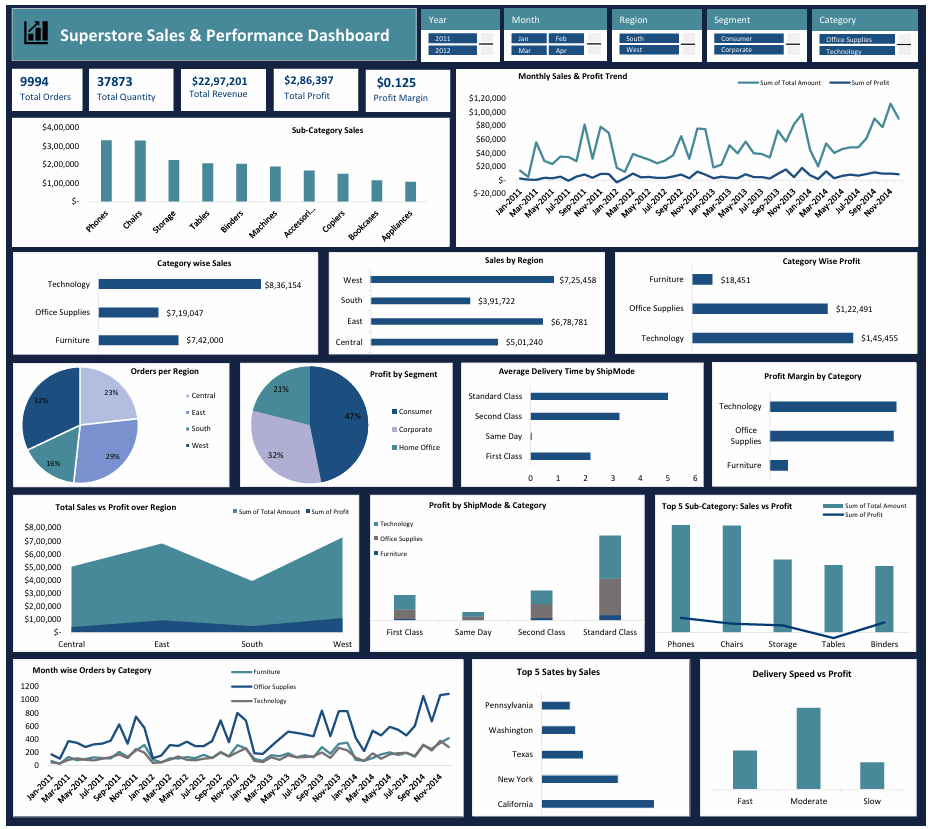 Superstore Sales & Performance Dashboard
Year
2011
2012
Month
Jan Feb
Mar Apr
Region
South
West
Segment
Consumer
Corporate
Category
Office Supplies
Technology
9994
Total Orders
37873
Total Quantity
$22,97,201
Total Revenue
$2,86,397
Total Profit
$0.125
Profit Margin
Monthly Sales & Profit Trend
Sum of Total Amount Sum of Profit
$1,20,000
$1,00,000
$80,000
$60,000
$40,000
$20,000
$-
$-20,000
Jan-2011 Mar-2011 May-2011 Jul-2011 Sep-2011 Nov-2011 Jan-2012 Mar-2012 May-2012 Jul-2012 Sep-2012 Nov-2012 Jan-2013 Mar-2013 May-2013 Jul-2013 Sep-2013 Nov-2013 Jan-2014 Mar-2014 May-2014 Jul-2014 Sep-2014 Nov-2014
Sub-Category Sales
$4,00,000
$3,00,000
$2,00,000
$1,00,000
$-
Phones Chairs Storage Tables Binders Machines Accessori... Copiers Bookcases Appliances
Category wise Sales
Technology $8,36,154
Office Supplies $7,19,047
Furniture $7,42,000
Sales by Region
West $7,25,458
South $3,91,722
East $6,78,781
Central $5,01,240
Category Wise Profit
Furniture $18,451
Office Supplies $1,22,491
Technology $1,45,455
Orders per Region
32% 23%
16% 29%
Central
East
South
West
Profit by Segment
21%
47%
32%
Consumer
Corporate
Home Office
Average Delivery Time by ShipMode
Standard Class
Second Class
Same Day
First Class
0 1 2 3 4 5 6
Profit Margin by Category
Technology
Office
Supplies
Furniture
Total Sales vs Profit over Region
Sum of Total Amount Sum of Profit
$8,00,000
$7,00,000
$6,00,000
$5,00,000
$4,00,000
$3,00,000
$2,00,000
$1,00,000
$-
Central East South West
Profit by ShipMode & Category
Technology
Office Supplies
Furniture
First Class Same Day Second Class Standard Class
Top 5 Sub-Category: Sales vs Profit
Sum of Total Amount
Sum of Profit
Phones Chairs Storage Tables Binders
Month wise Orders by Category
Furniture
Office Supplies
Technology
1200
1000
800
600
400
200
0
Jan-2011 Mar-2011 May-2011 Jul-2011 Sep-2011 Nov-2011 Jan-2012 Mar-2012 May-2012 Jul-2012 Sep-2012 Nov-2012 Jan-2013 Mar-2013 May-2013 Jul-2013 Sep-2013 Nov-2013 Jan-2014 Mar-2014 May-2014 Jul-2014 Sep-2014 Nov-2014
Top 5 Sates by Sales
Pennsylvania
Washington
Texas
New York
California
Delivery Speed vs Profit
Fast Moderate Slow